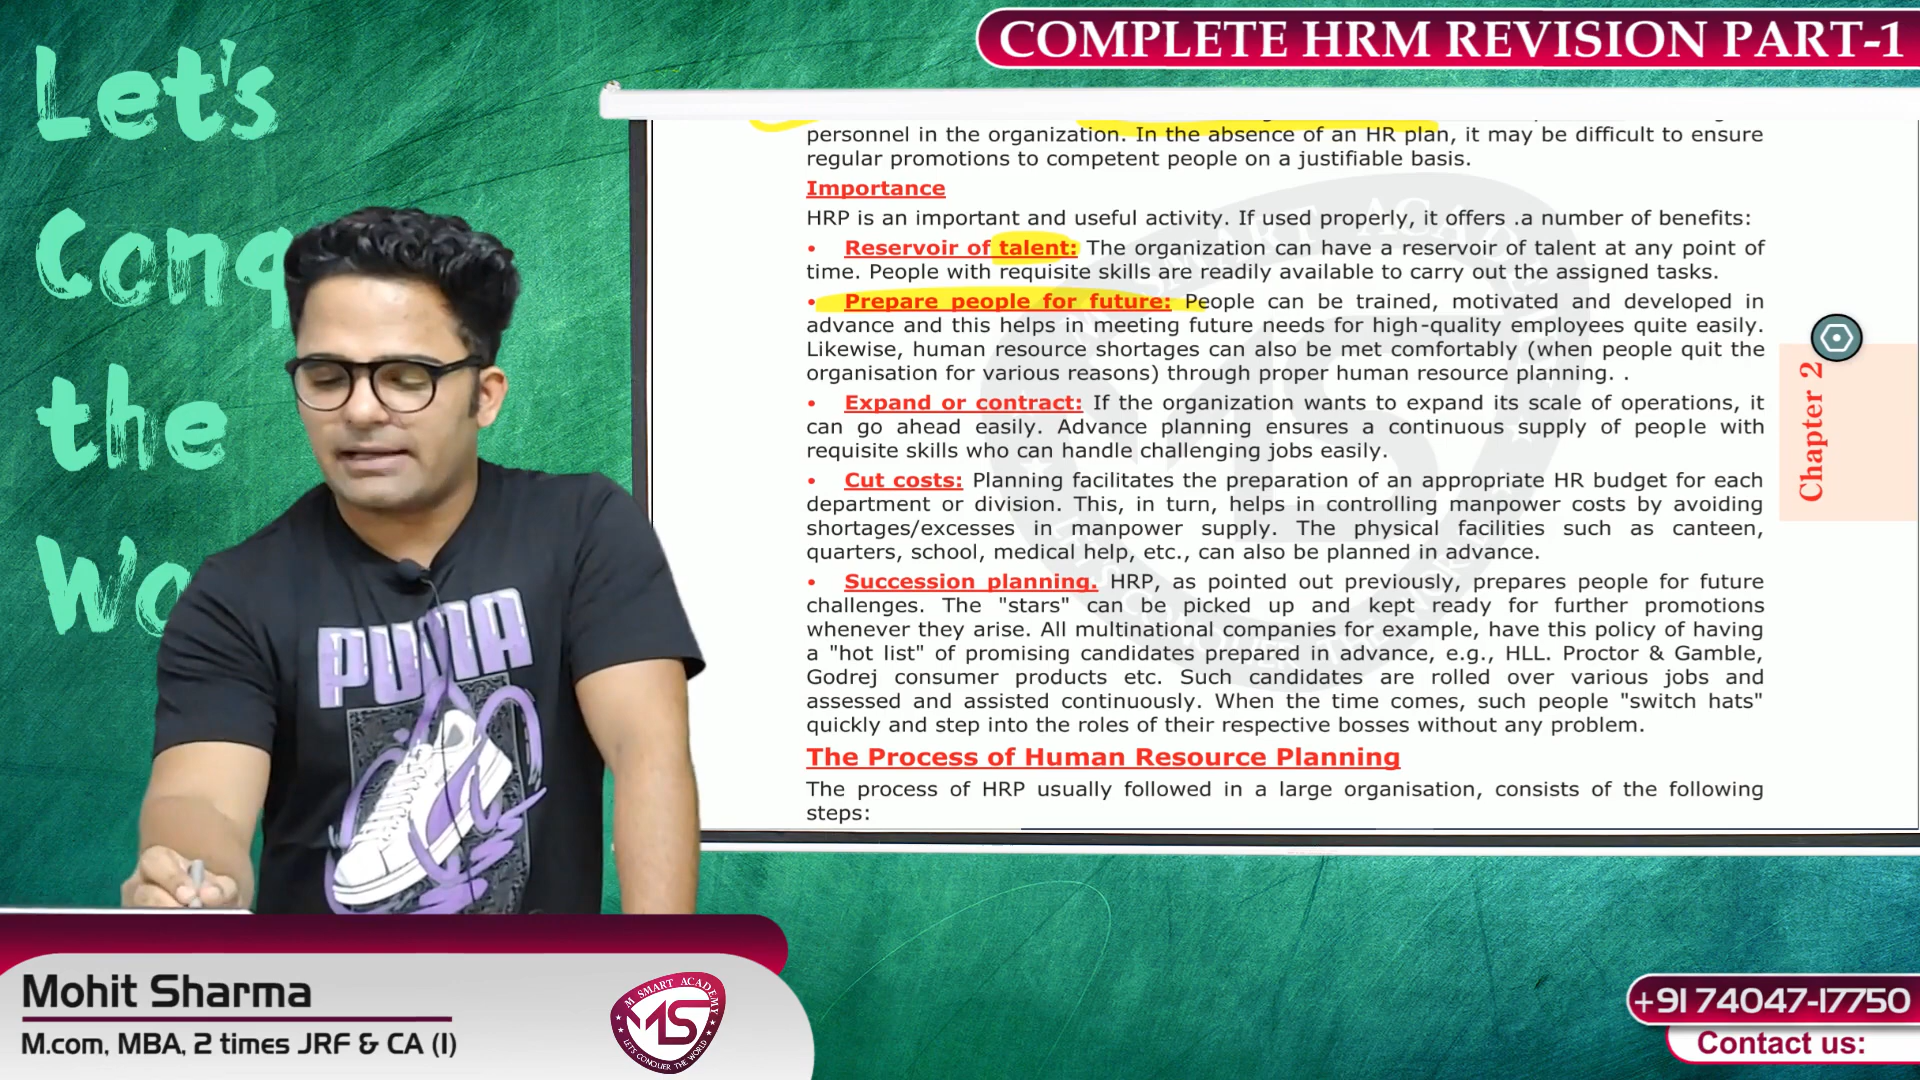 Let's
Conq
the
Wo
COMPLETE HRM REVISION PART-1
personnel in the organization. In the absence of an HR plan, it may be difficult to ensure
regular promotions to competent people on a justifiable basis.
Importance
HRP is an important and useful activity. If used properly, it offers .a number of benefits:
• Reservoir of talent: The organization can have a reservoir of talent at any point of
time. People with requisite skills are readily available to carry out the assigned tasks.
• Prepare people for future: People can be trained, motivated and developed in
advance and this helps in meeting future needs for high-quality employees quite easily.
Likewise, human resource shortages can also be met comfortably (when people quit the
organisation for various reasons) through proper human resource planning. .
• Expand or contract: If the organization wants to expand its scale of operations, it
can go ahead easily. Advance planning ensures a continuous supply of people with
requisite skills who can handle challenging jobs easily.
• Cut costs: Planning facilitates the preparation of an appropriate HR budget for each
department or division. This, in turn, helps in controlling manpower costs by avoiding
shortages/excesses in manpower supply. The physical facilities such as canteen,
quarters, school, medical help, etc., can also be planned in advance.
• Succession planning. HRP, as pointed out previously, prepares people for future
challenges. The "stars" can be picked up and kept ready for further promotions
whenever they arise. All multinational companies for example, have this policy of having
a "hot list" of promising candidates prepared in advance, e.g., HLL. Proctor & Gamble,
Godrej consumer products etc. Such candidates are rolled over various jobs and
assessed and assisted continuously. When the time comes, such people "switch hats"
quickly and step into the roles of their respective bosses without any problem.
The Process of Human Resource Planning
The process of HRP usually followed in a large organisation, consists of the following
steps:
Chapter 2
PUMA
Mohit Sharma
M.com, MBA, 2 times JRF & CA (I)
M SMART ACADEMY
MS
LETS CONQUER THE WORLD
+91 74047-17750
Contact us: